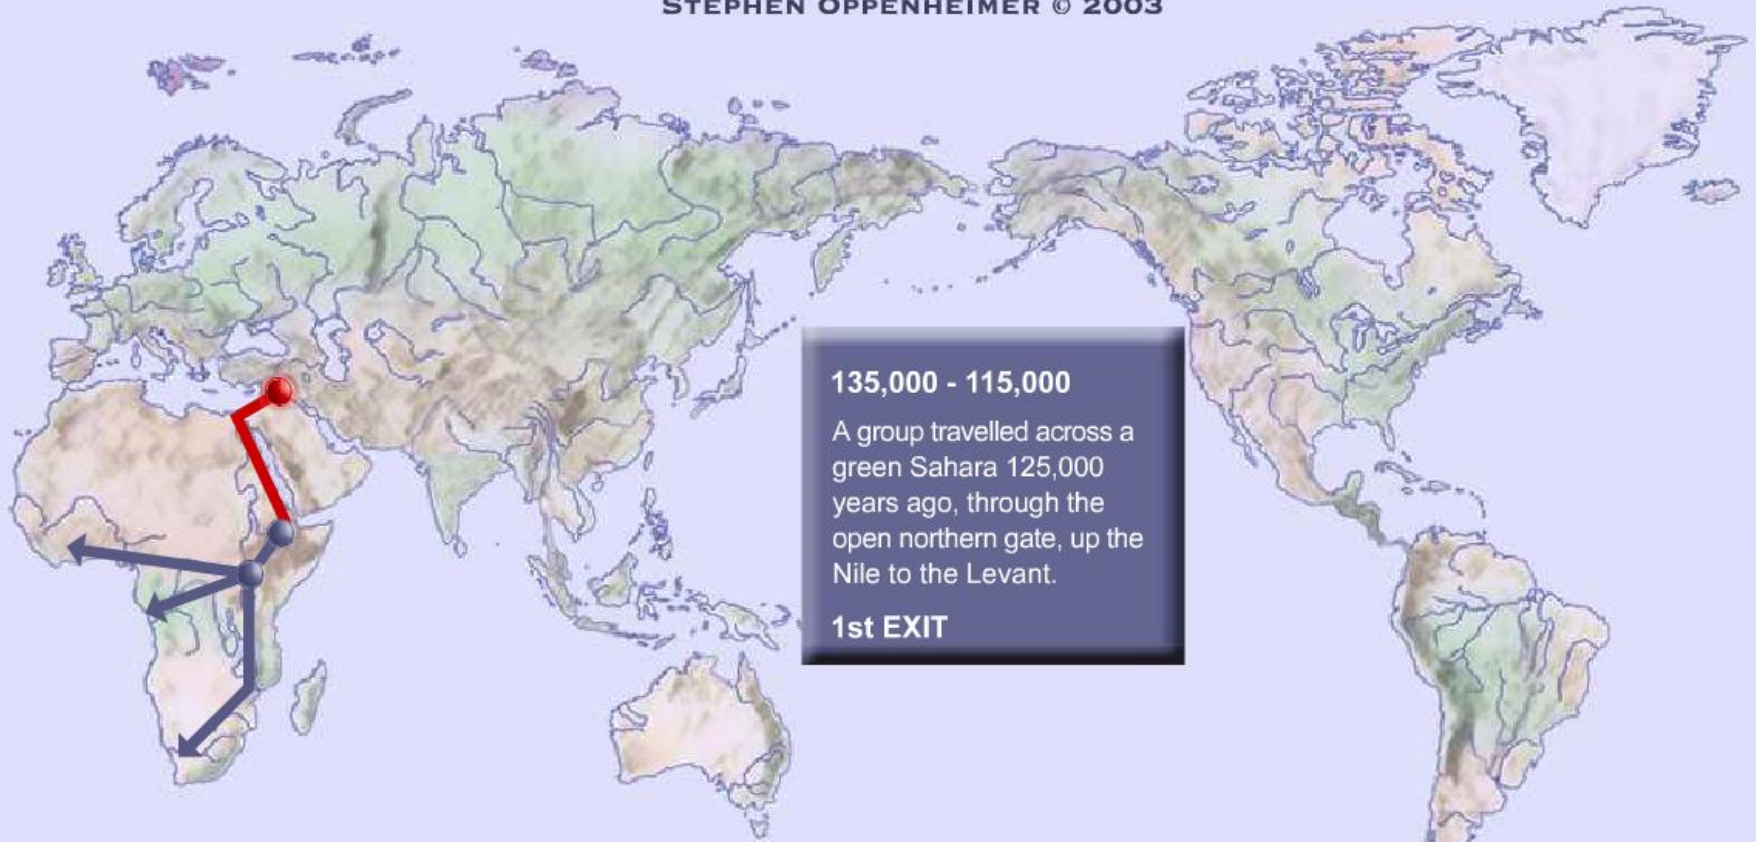 STEPHEN OPPENHEIMER © 2003
135,000 - 115,000
A group travelled across a
green Sahara 125,000
years ago, through the
open northern gate, up the
Nile to the Levant.
1st EXIT